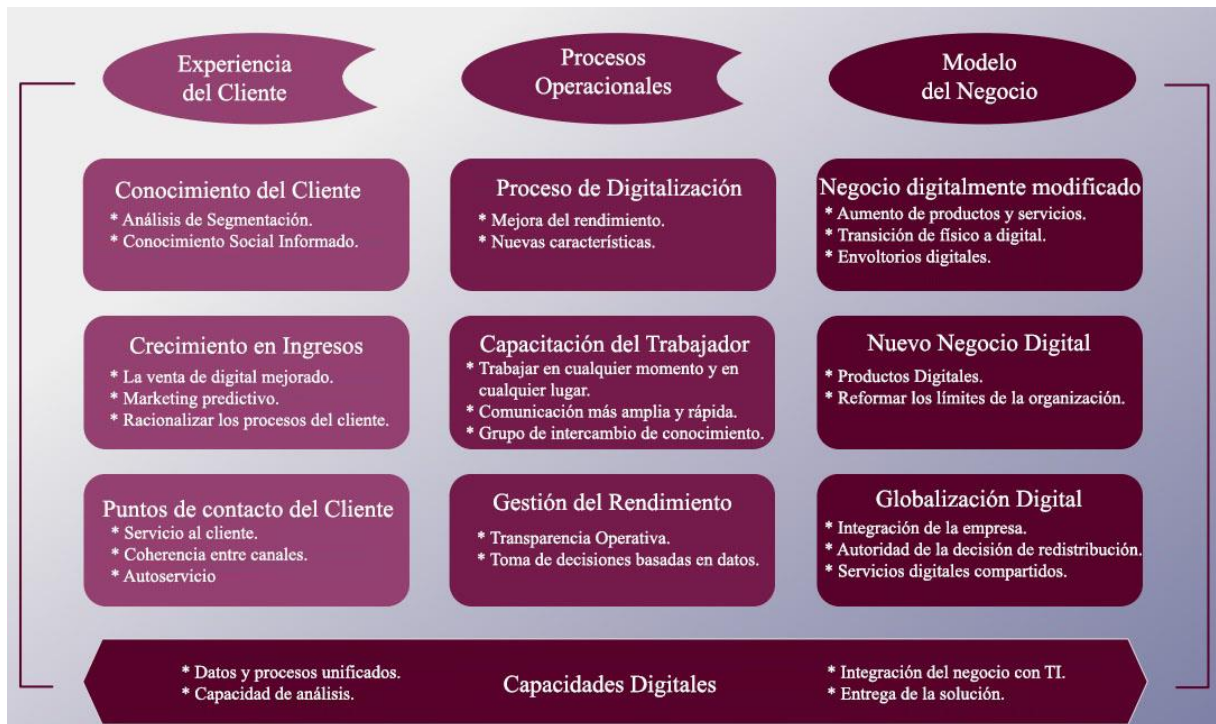 Experiencia
del Cliente
Procesos
Operacionales
Modelo
del Negocio
Conocimiento del Cliente
* Análisis de Segmentación.
* Conocimiento Social Informado.
Proceso de Digitalización
* Mejora del rendimiento.
* Nuevas características.
Negocio digitalmente modificado
* Aumento de productos y servicios.
* Transición de físico a digital.
* Envoltorios digitales.
Crecimiento en Ingresos
* La venta de digital mejorado.
* Marketing predictivo.
* Racionalizar los procesos del cliente.
Capacitación del Trabajador
* Trabajar en cualquier momento y en
cualquier lugar.
* Comunicación más amplia y rápida.
* Grupo de intercambio de conocimiento.
Nuevo Negocio Digital
* Productos Digitales.
* Reformar los límites de la organización.
Puntos de contacto del Cliente
* Servicio al cliente.
* Coherencia entre canales.
* Autoservicio
Gestión del Rendimiento
* Transparencia Operativa.
* Toma de decisiones basadas en datos.
Globalización Digital
* Integración de la empresa.
* Autoridad de la decisión de redistribución.
* Servicios digitales compartidos.
* Datos y procesos unificados.
* Capacidad de análisis.
Capacidades Digitales
* Integración del negocio con TI.
* Entrega de la solución.